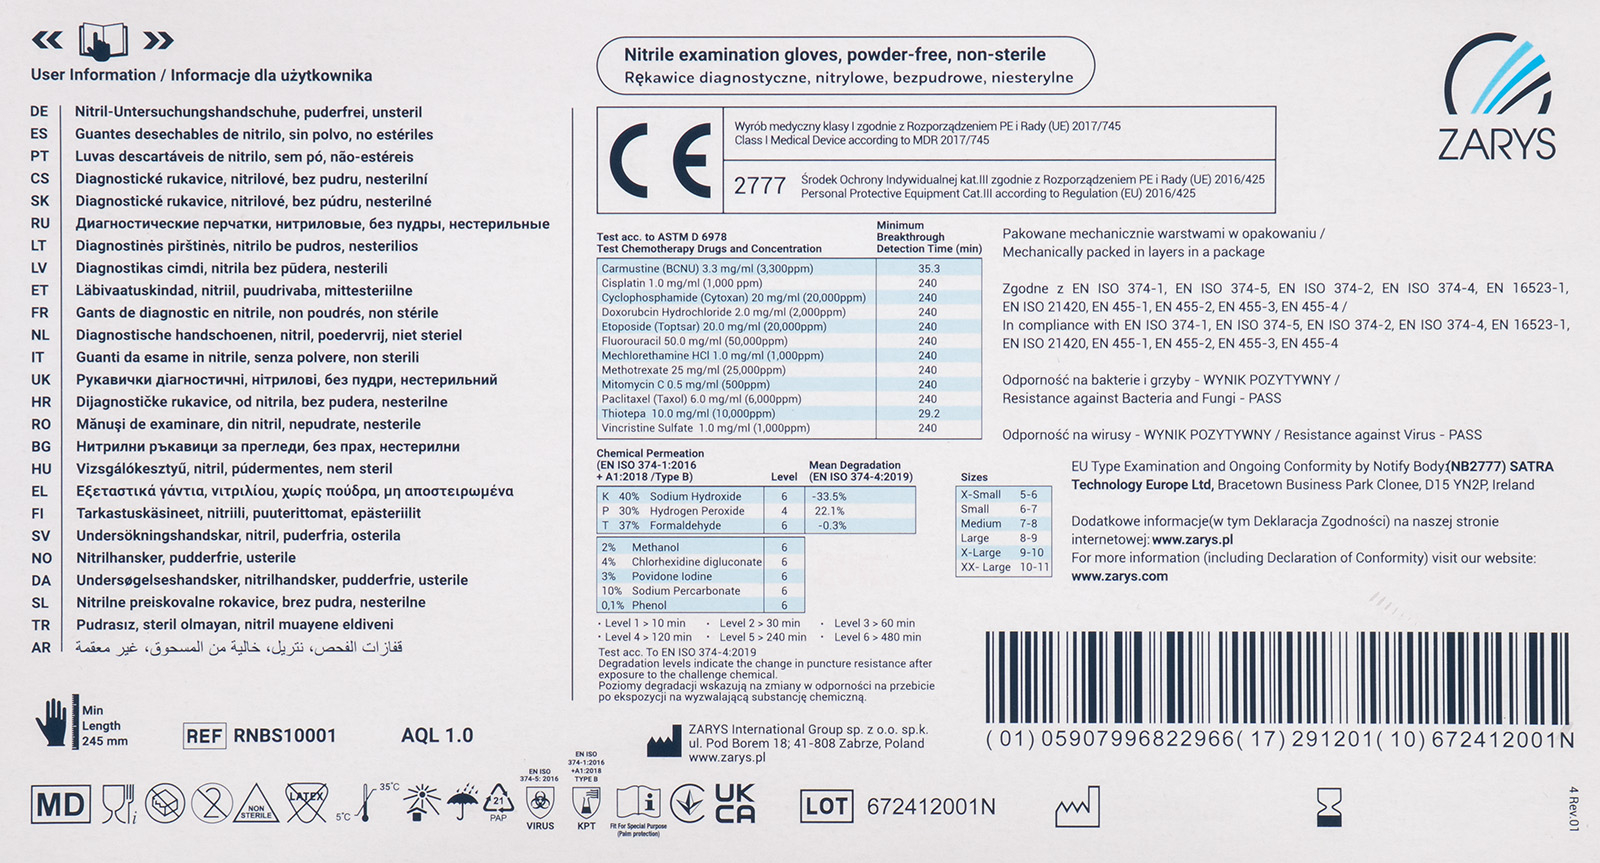 User Information / Informacje dla użytkownika
DE Nitril-Untersuchungshandschuhe, puderfrei, unsteril
ES Guantes desechables de nitrilo, sin polvo, no estériles
PT Luvas descartáveis de nitrilo, sem pó, não-estéreis
CS Diagnostické rukavice, nitrilové, bez pudru, nesterilní
SK Diagnostické rukavice, nitrilové, bez púdru, nesterilné
RU Диагностические перчатки, нитриловые, без пудры, нестерильные
LT Diagnostinės pirštinės, nitrilo be pudros, nesterilios
LV Diagnostikas cimdi, nitrila bez pūdera, nesterili
ET Läbivaatuskindad, nitriil, puudrivaba, mittesteriilne
FR Gants de diagnostic en nitrile, non poudrés, non stérile
NL Diagnostische handschoenen, nitril, poedervrij, niet steriel
IT Guanti da esame in nitrile, senza polvere, non sterili
UK Рукавички діагностичні, нітрилові, без пудри, нестерильний
HR Dijagnostičke rukavice, od nitrila, bez pudera, nesterilne
RO Mănuşi de examinare, din nitril, nepudrate, nesterile
BG Нитрилни ръкавици за прегледи, без прах, нестерилни
HU Vizsgálókesztyű, nitril, púdermentes, nem steril
EL Εξεταστικά γάντια, νιτριλίου, χωρίς πούδρα, μη αποστειρωμένα
FI Tarkastuskäsineet, nitriili, puuterittomat, epästeriilit
SV Undersökningshandskar, nitril, puderfria, osterila
NO Nitrilhansker, pudderfrie, usterile
DA Undersøgelseshandsker, nitrilhandsker, pudderfrie, usterile
SL Nitrilne preiskovalne rokavice, brez pudra, nesterilne
TR Pudrasız, steril olmayan, nitril muayene eldiveni
AR قفازات الفحص، نتريل، خالية من المسحوق، غير معقمة
Min
Length
245 mm
REF RNBS10001
AQL 1.0
Nitrile examination gloves, powder-free, non-sterile
Rękawice diagnostyczne, nitrylowe, bezpudrowe, niesterylne
ZARYS
CE
Wyrób medyczny klasy I zgodnie z Rozporządzeniem PE i Rady (UE) 2017/745
Class I Medical Device according to MDR 2017/745
2777
Środek Ochrony Indywidualnej kat.III zgodnie z Rozporządzeniem PE i Rady (UE) 2016/425
Personal Protective Equipment Cat.III according to Regulation (EU) 2016/425
Test acc. to ASTM D 6978
Test Chemotherapy Drugs and Concentration
Minimum
Breakthrough
Detection Time (min)
Carmustine (BCNU) 3.3 mg/ml (3,300ppm) 35.3
Cisplatin 1.0 mg/ml (1,000 ppm) 240
Cyclophosphamide (Cytoxan) 20 mg/ml (20,000ppm) 240
Doxorubcin Hydrochloride 2.0 mg/ml (2,000ppm) 240
Etoposide (Toptsar) 20.0 mg/ml (20,000ppm) 240
Fluorouracil 50.0 mg/ml (50,000ppm) 240
Mechlorethamine HCl 1.0 mg/ml (1,000ppm) 240
Methotrexate 25 mg/ml (25,000ppm) 240
Mitomycin C 0.5 mg/ml (500ppm) 240
Paclitaxel (Taxol) 6.0 mg/ml (6,000ppm) 240
Thiotepa 10.0 mg/ml (10,000ppm) 29.2
Vincristine Sulfate 1.0 mg/ml (1,000ppm) 240
Chemical Permeation
(EN ISO 374-1:2016
+ A1:2018 /Type B)
Level
Mean Degradation
(EN ISO 374-4:2019)
K 40% Sodium Hydroxide 6 -33.5%
P 30% Hydrogen Peroxide 4 22.1%
T 37% Formaldehyde 6 -0.3%
2% Methanol 6
4% Chlorhexidine digluconate 6
3% Povidone Iodine 6
10% Sodium Percarbonate 6
0,1% Phenol 6
· Level 1 > 10 min · Level 2 > 30 min · Level 3 > 60 min
· Level 4 > 120 min · Level 5 > 240 min · Level 6 > 480 min
Test acc. To EN ISO 374-4:2019
Degradation levels indicate the change in puncture resistance after
exposure to the challenge chemical.
Poziomy degradacji wskazują na zmiany w odporności na przebicie
po ekspozycji na wyzwalającą substancję chemiczną.
Sizes
X-Small 5-6
Small 6-7
Medium 7-8
Large 8-9
X-Large 9-10
XX- Large 10-11
Pakowane mechanicznie warstwami w opakowaniu /
Mechanically packed in layers in a package
Zgodne z EN ISO 374-1, EN ISO 374-5, EN ISO 374-2, EN ISO 374-4, EN 16523-1,
EN ISO 21420, EN 455-1, EN 455-2, EN 455-3, EN 455-4 /
In compliance with EN ISO 374-1, EN ISO 374-5, EN ISO 374-2, EN ISO 374-4, EN 16523-1,
EN ISO 21420, EN 455-1, EN 455-2, EN 455-3, EN 455-4
Odporność na bakterie i grzyby - WYNIK POZYTYWNY /
Resistance against Bacteria and Fungi - PASS
Odporność na wirusy - WYNIK POZYTYWNY / Resistance against Virus - PASS
EU Type Examination and Ongoing Conformity by Notify Body:(NB2777) SATRA
Technology Europe Ltd, Bracetown Business Park Clonee, D15 YN2P, Ireland
Dodatkowe informacje(w tym Deklaracja Zgodności) na naszej stronie
internetowej: www.zarys.pl
For more information (including Declaration of Conformity) visit our website:
www.zarys.com
(01)05907996822966(17)291201(10)672412001N
ZARYS International Group sp. z o.o. sp.k.
ul. Pod Borem 18; 41-808 Zabrze, Poland
www.zarys.pl
MD
i
2
NON
STERILE
LATEX
5°C
35°C
21
PAP
EN ISO
374-5: 2016
VIRUS
EN ISO
374-1:2016
+A1:2018
TYPE B
KPT
i
Fit For Special Purpose
(Palm protection)
UK
CA
LOT 672412001N
4 Rev.01